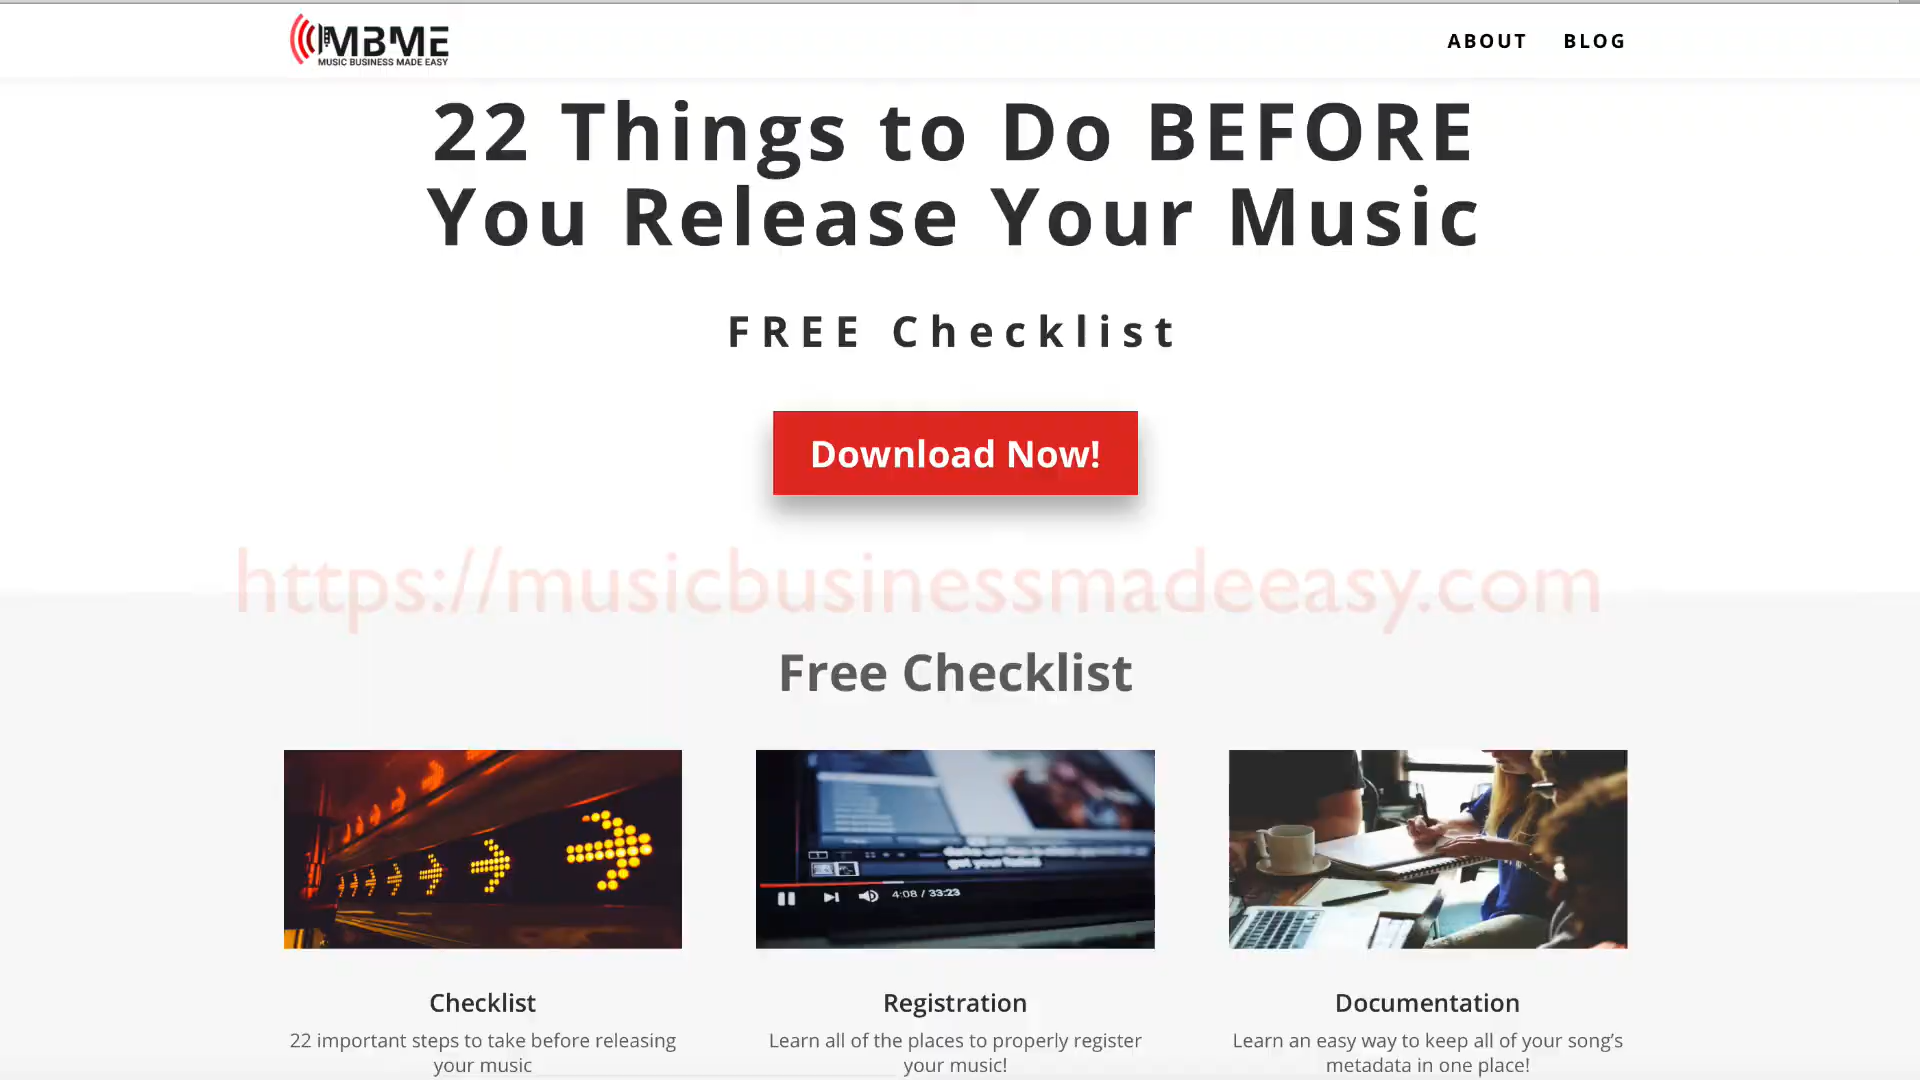 MBME
MUSIC BUSINESS MADE EASY
ABOUT BLOG
22 Things to Do BEFORE
You Release Your Music
FREE Checklist
Download Now!
https://musicbusinessmadeeasy.com
Free Checklist
4:08 / 33:23
Checklist
22 important steps to take before releasing
your music
Registration
Learn all of the places to properly register
your music!
Documentation
Learn an easy way to keep all of your song’s
metadata in one place!